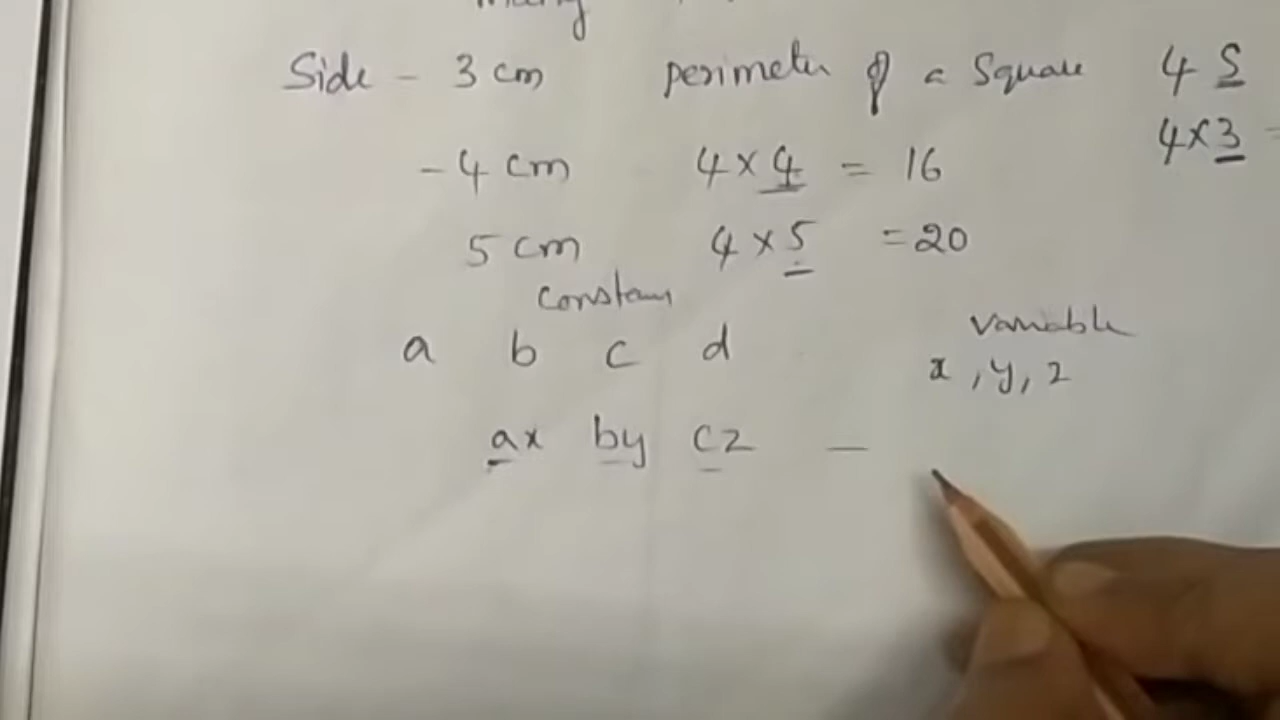 Side - 3 cm perimeter of a Square 4 S
4×3 =
- 4 cm 4 × 4 = 16
5 cm 4 × 5 = 20
constan
a b c d
variable
x , y , z
ax by cz —